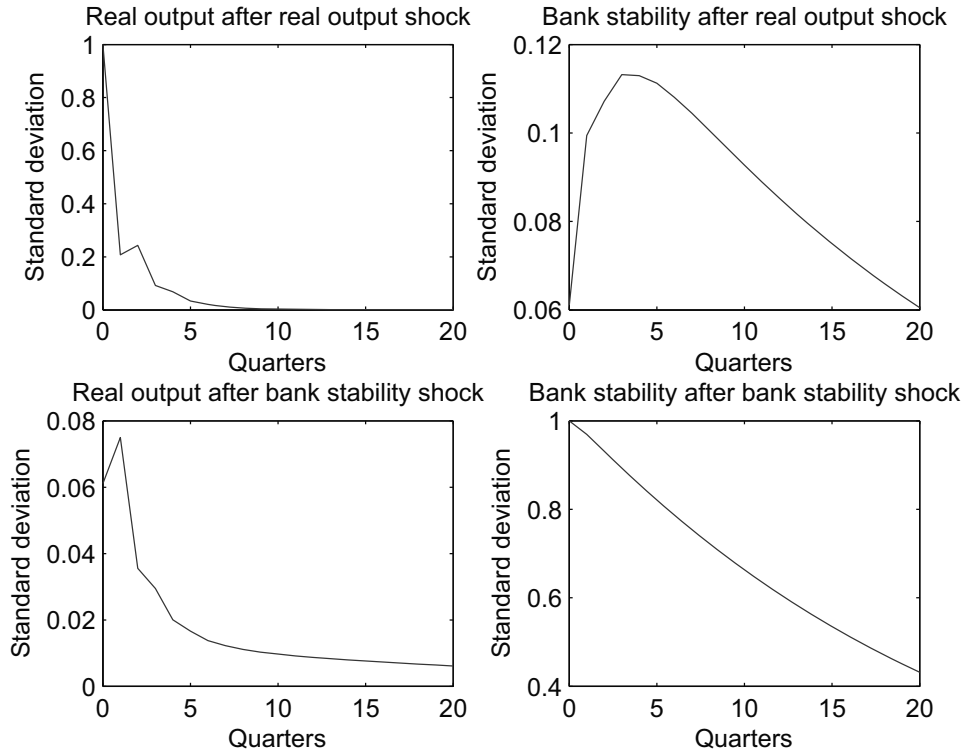 Real output after real output shock
Standard deviation
1
0.8
0.6
0.4
0.2
0
0 5 10 15 20
Quarters
Bank stability after real output shock
Standard deviation
0.12
0.1
0.08
0.06
0 5 10 15 20
Quarters
Real output after bank stability shock
Standard deviation
0.08
0.06
0.04
0.02
0
0 5 10 15 20
Quarters
Bank stability after bank stability shock
Standard deviation
1
0.8
0.6
0.4
0 5 10 15 20
Quarters